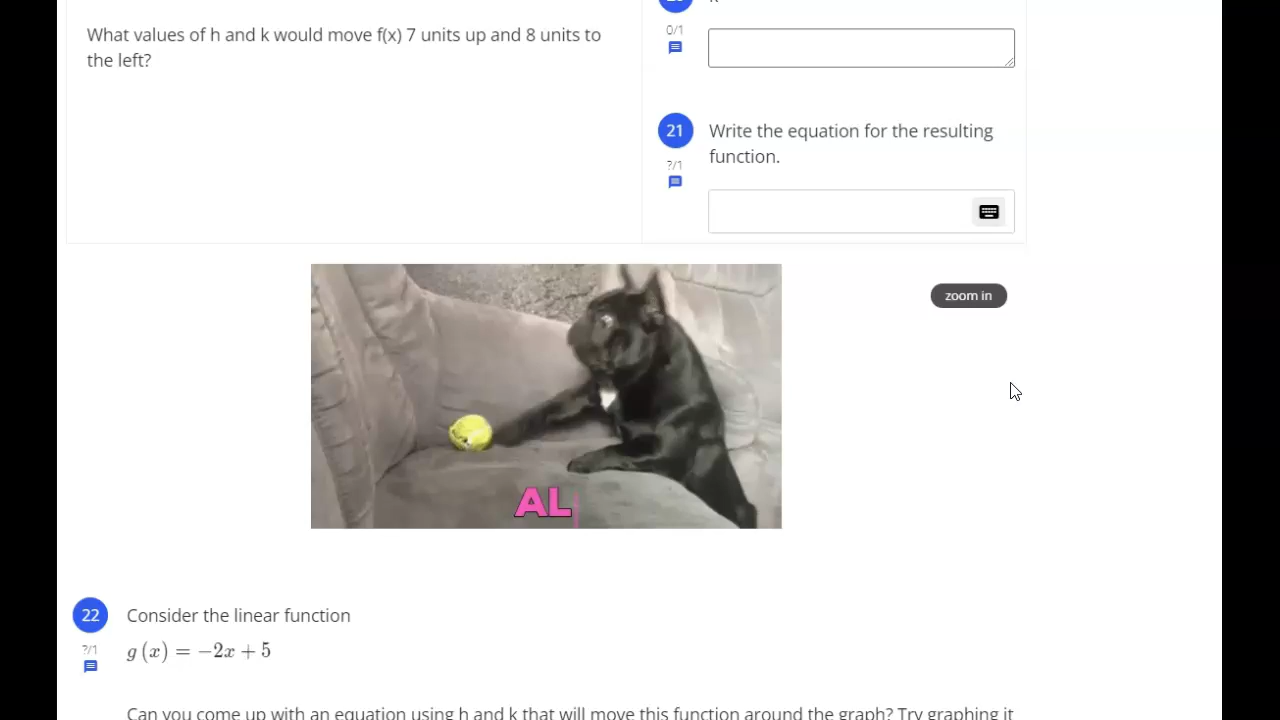 What values of h and k would move f(x) 7 units up and 8 units to
the left?
0/1
21
Write the equation for the resulting
function.
?/1
zoom in
AL
22
Consider the linear function
?/1
g (x) = −2x + 5
Can you come up with an equation using h and k that will move this function around the graph? Try graphing it